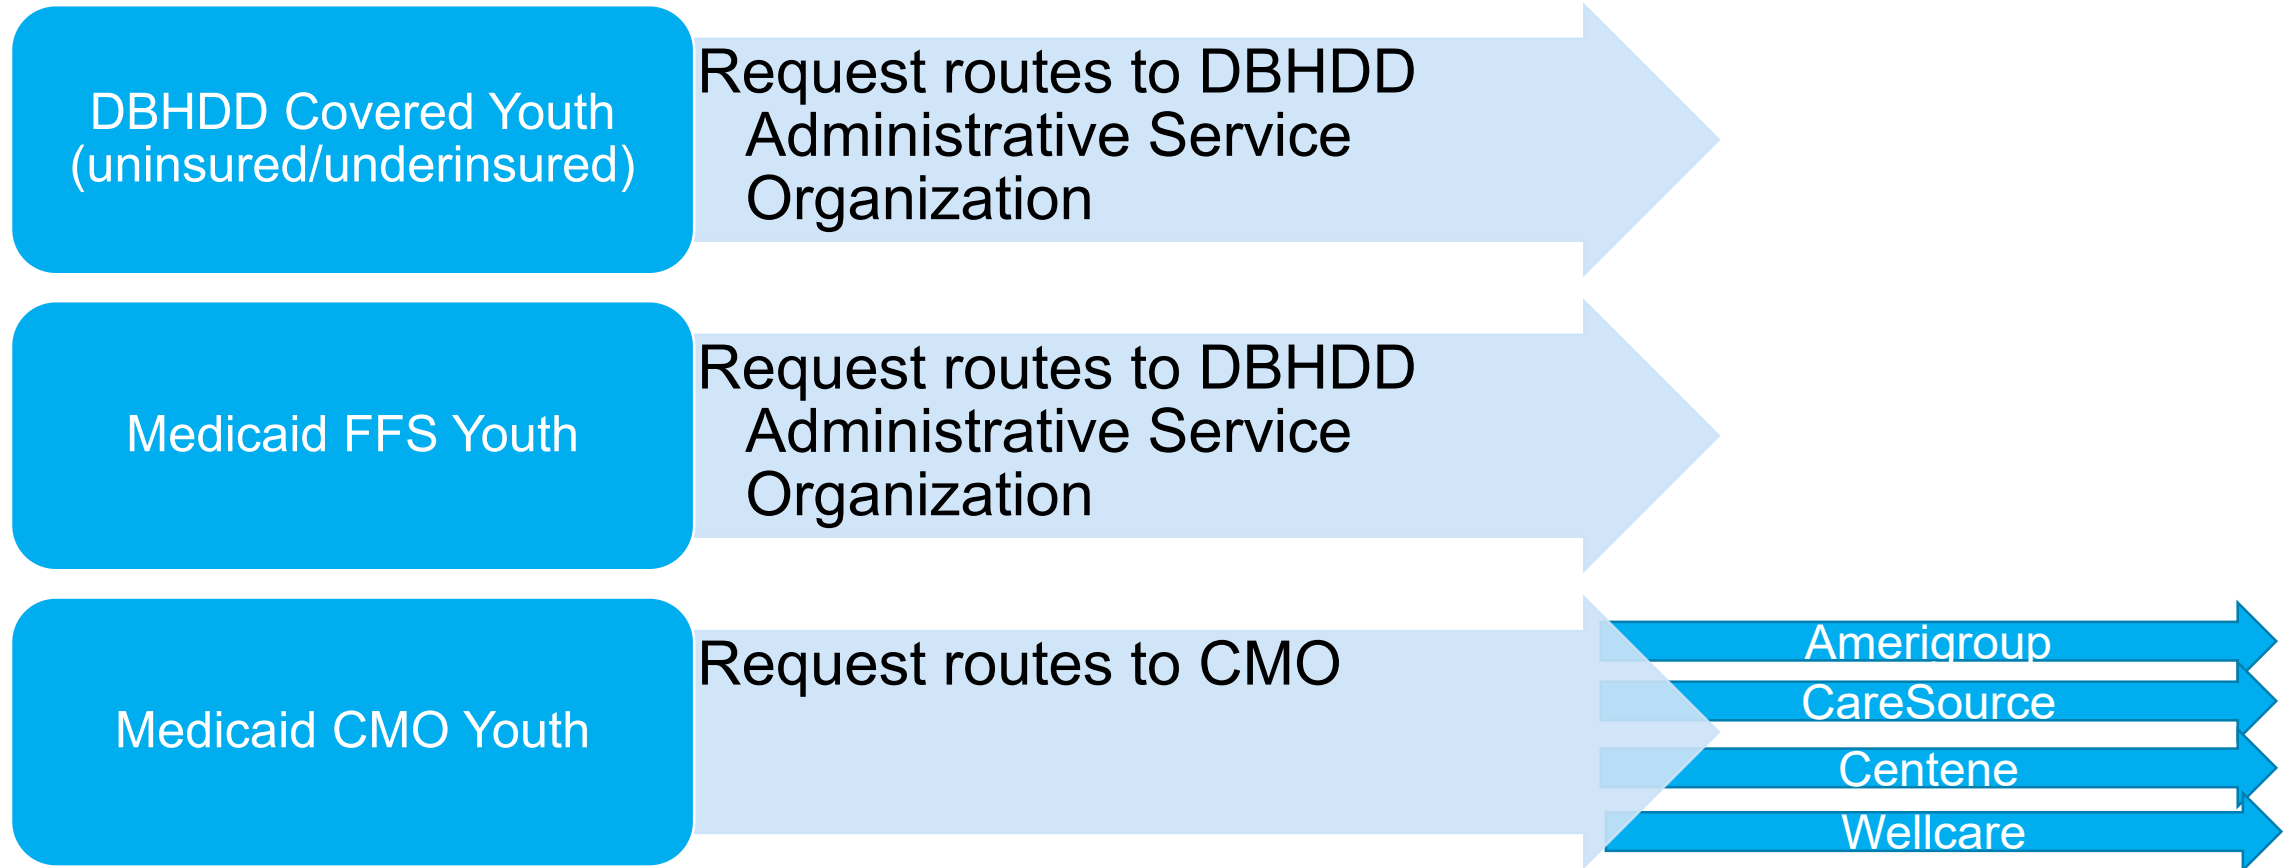 DBHDD Covered Youth
(uninsured/underinsured)
Request routes to DBHDD
Administrative Service
Organization
Medicaid FFS Youth
Request routes to DBHDD
Administrative Service
Organization
Medicaid CMO Youth
Request routes to CMO
Amerigroup
CareSource
Centene
Wellcare